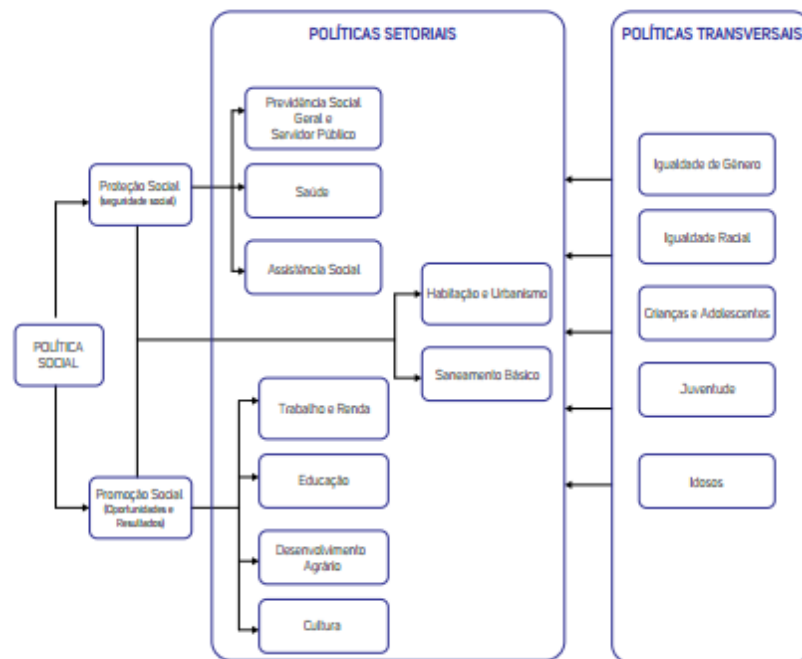 POLÍTICAS SETORIAIS
POLÍTICAS TRANSVERSAIS
Previdência Social
Geral e
Servidor Público
Saúde
Assistência Social
Proteção Social
(seguridade social)
POLÍTICA
SOCIAL
Promoção Social
(Oportunidades e
Resultados)
Habitação e Urbanismo
Saneamento Básico
Trabalho e Renda
Educação
Desenvolvimento
Agrário
Cultura
Igualdade de Gênero
Igualdade Racial
Crianças e Adolescentes
Juventude
Idosos